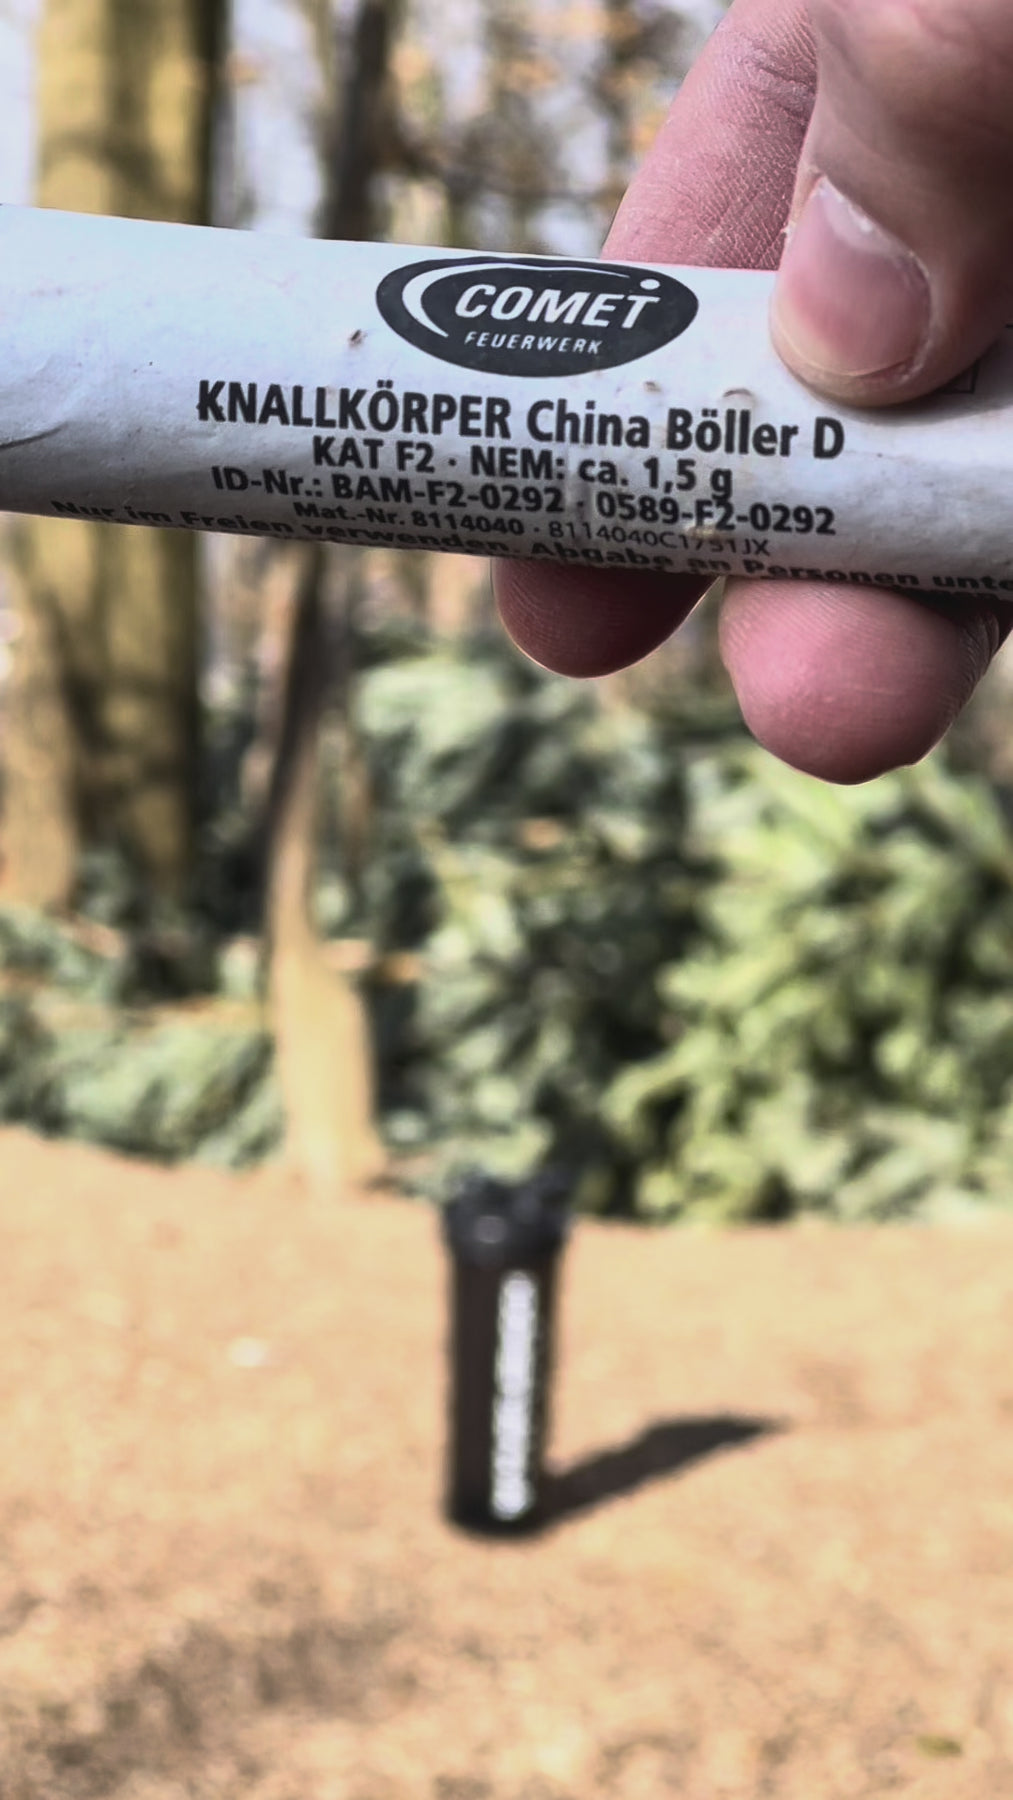 COMET
FEUERWERK
KNALLKÖRPER China Böller D
KAT F2 · NEM: ca. 1,5 g
ID-Nr.: BAM-F2-0292 · 0589-F2-0292
Mat.-Nr. 8114040 - 8114040C1751JX
Nur im Freien verwenden. Abgabe an Personen unte